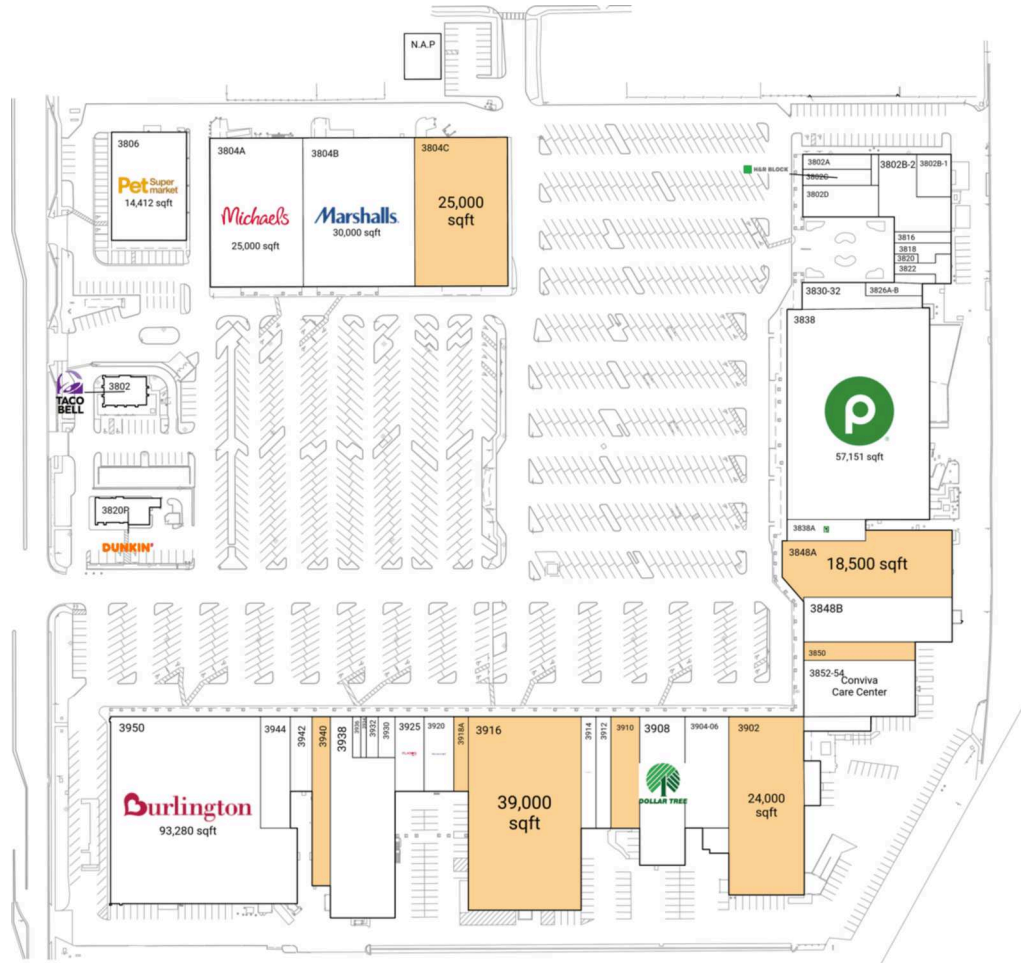 N.A.P
3806
Pet Super
market
14,412 sqft
3804A
Michaels
25,000 sqft
3804B
Marshalls
30,000 sqft
3804C
25,000
sqft
H&R BLOCK
3802A
3802C
3802D
3802B-2
3802B-1
3816
3818
3820
3822
3830-32
3826A-B
3838
p
57,151 sqft
3802
TACO
BELL
3820P
DUNKIN'
3838A
3848A
18,500 sqft
3848B
3850
3852-54
Conviva
Care Center
3950
Burlington
93,280 sqft
3944
3942
3940
3938
3932
3930
3925
3920
3918A
3916
39,000
sqft
3914
3912
3910
3908
DOLLAR TREE
3904-06
3902
24,000
sqft